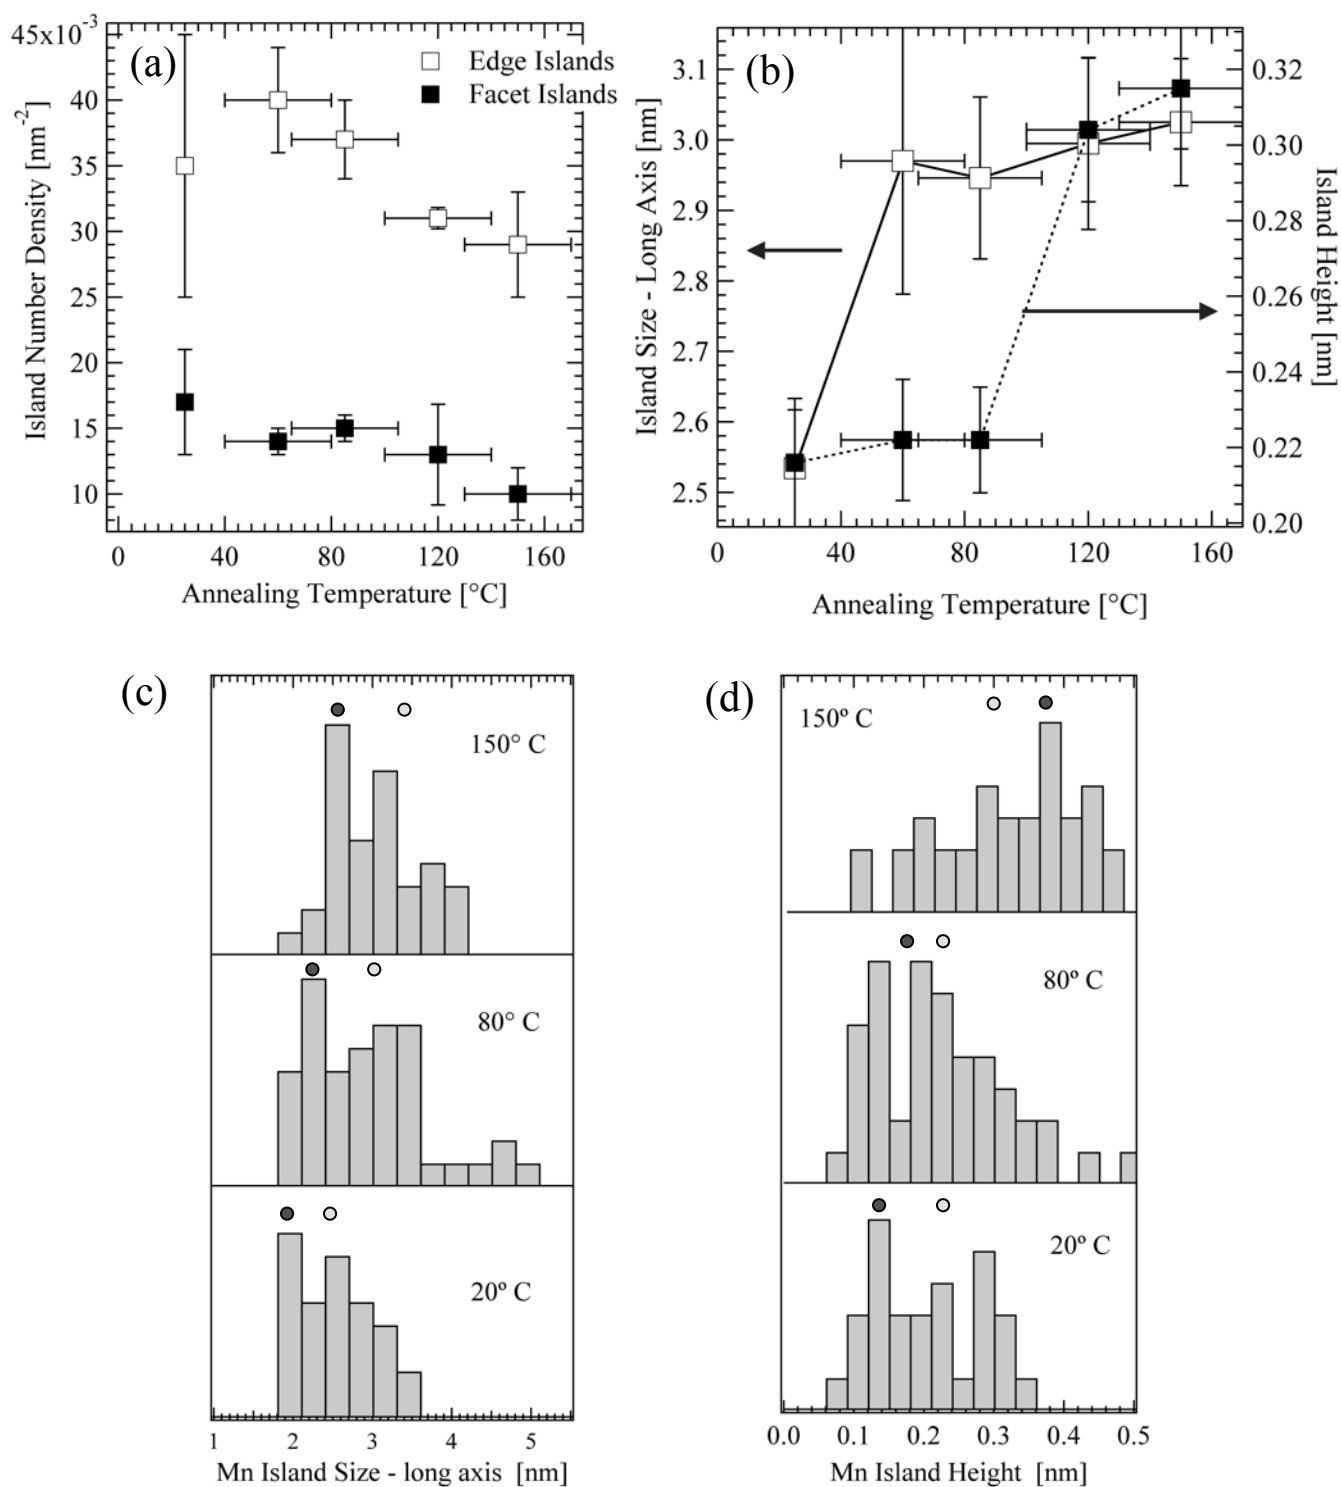 (a)
Edge Islands
Facet Islands
45x10⁻³
40
35
30
25
20
15
10
Island Number Density [nm⁻²]
0 40 80 120 160
Annealing Temperature [°C]
(b)
3.1
3.0
2.9
2.8
2.7
2.6
2.5
Island Size - Long Axis [nm]
0.32
0.30
0.28
0.26
0.24
0.22
0.20
Island Height [nm]
0 40 80 120 160
Annealing Temperature [°C]
(c)
150° C
80° C
20º C
1 2 3 4 5
Mn Island Size - long axis [nm]
(d)
150º C
80º C
20º C
0.0 0.1 0.2 0.3 0.4 0.5
Mn Island Height [nm]